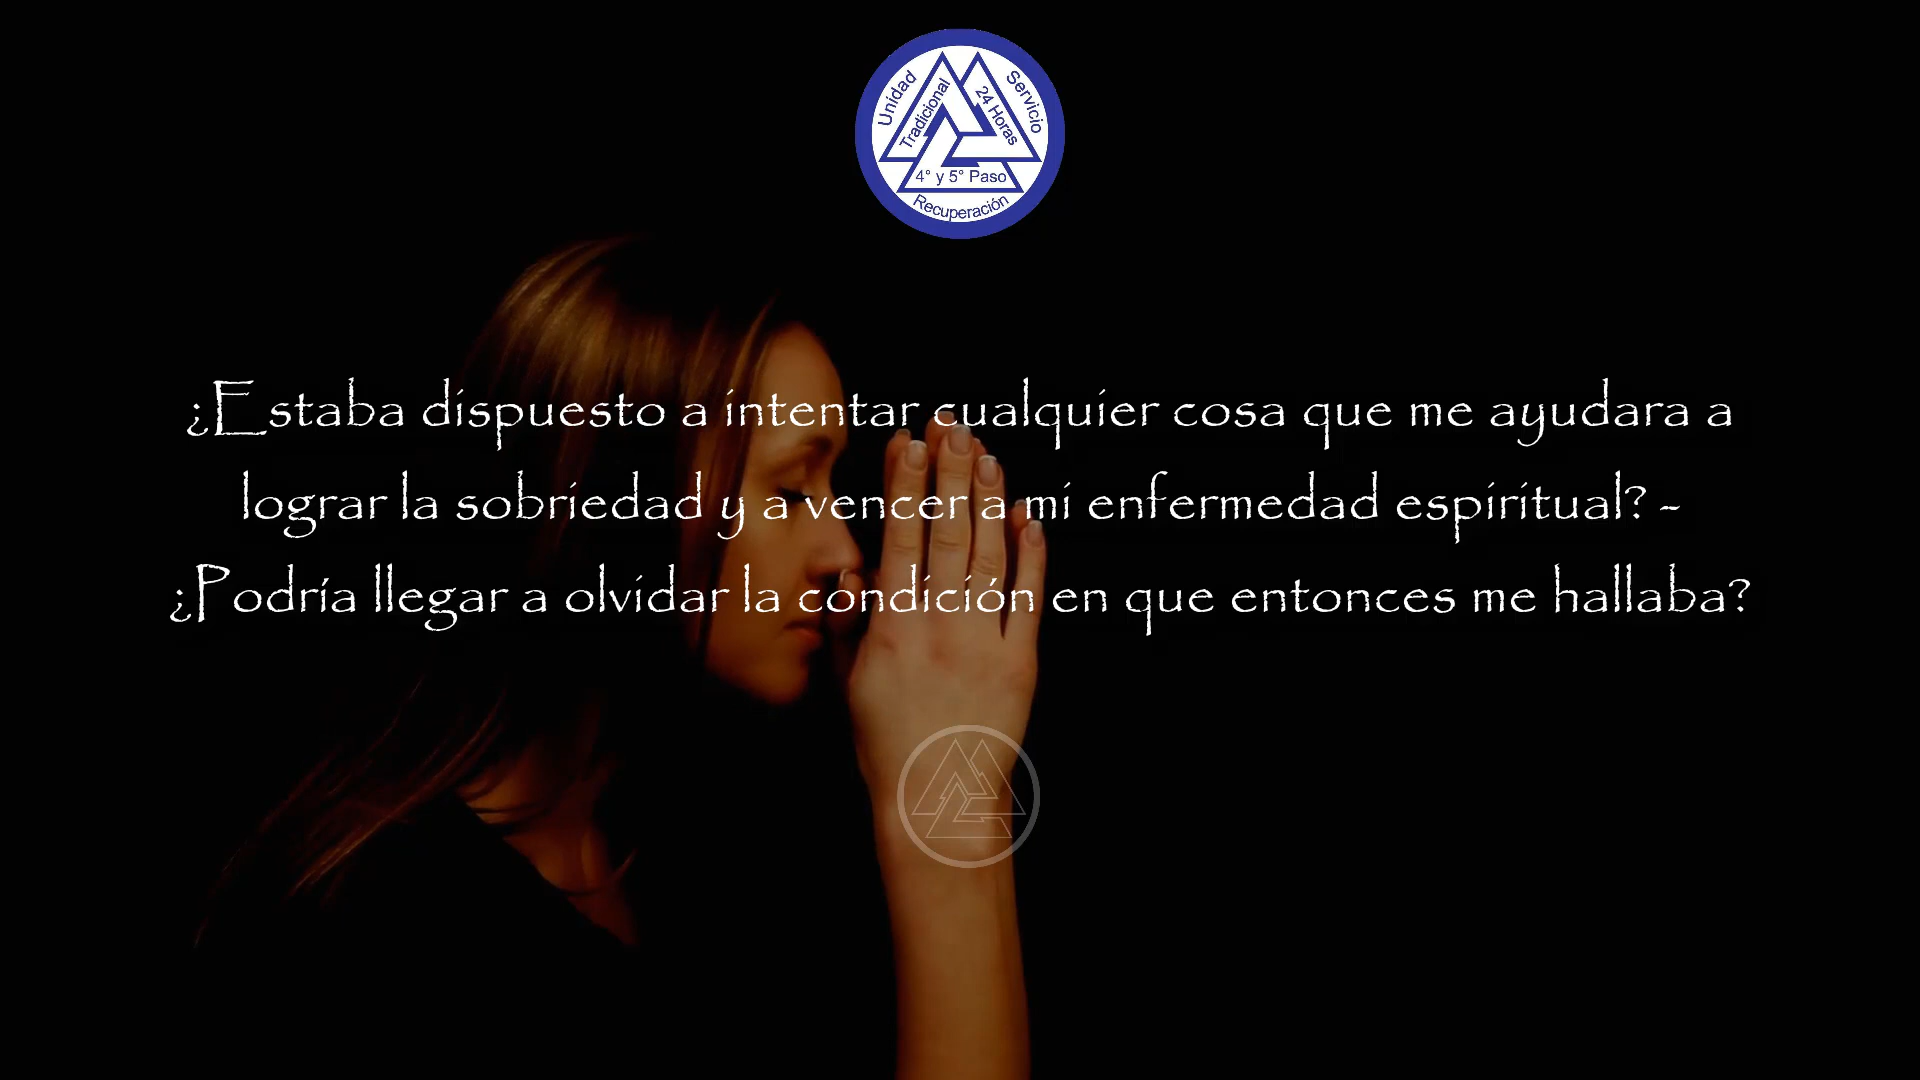 Unidad
Servicio
Tradicional
24 Horas
4° y 5° Paso
Recuperación
¿Estaba dispuesto a intentar cualquier cosa que me ayudara a
lograr la sobriedad y a vencer a mi enfermedad espiritual? -
¿Podría llegar a olvidar la condición en que entonces me hallaba?